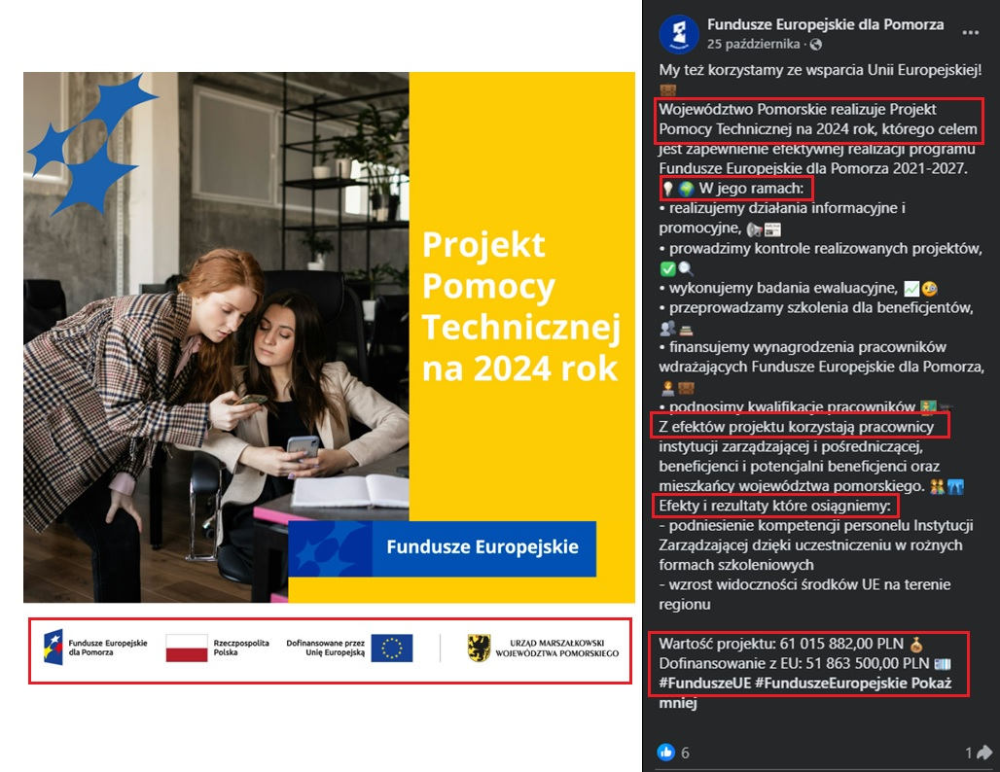 Projekt
Pomocy
Technicznej
na 2024 rok
Fundusze Europejskie
Fundusze Europejskie
dla Pomorza
Rzeczpospolita
Polska
Dofinansowane przez
Unię Europejską
URZĄD MARSZAŁKOWSKI
WOJEWÓDZTWA POMORSKIEGO
Fundusze Europejskie dla Pomorza
25 października ·
My też korzystamy ze wsparcia Unii Europejskiej!
💼
Województwo Pomorskie realizuje Projekt
Pomocy Technicznej na 2024 rok, którego celem
jest zapewnienie efektywnej realizacji programu
Fundusze Europejskie dla Pomorza 2021-2027.
💡🌍 W jego ramach:
• realizujemy działania informacyjne i
promocyjne, 📢📰
• prowadzimy kontrole realizowanych projektów,
✅🔍
• wykonujemy badania ewaluacyjne, 📈🧐
• przeprowadzamy szkolenia dla beneficjentów,
👥📚
• finansujemy wynagrodzenia pracowników
wdrażających Fundusze Europejskie dla Pomorza,
👩‍💼💼
• podnosimy kwalifikacje pracowników
Z efektów projektu korzystają pracownicy
instytucji zarządzającej i pośredniczącej,
beneficjenci i potencjalni beneficjenci oraz
mieszkańcy województwa pomorskiego.
Efekty i rezultaty które osiągniemy:
- podniesienie kompetencji personelu Instytucji
Zarządzającej dzięki uczestniczeniu w rożnych
formach szkoleniowych
- wzrost widoczności środków UE na terenie
regionu
Wartość projektu: 61 015 882,00 PLN 💰
Dofinansowanie z EU: 51 863 500,00 PLN 💶
#FunduszeUE #FunduszeEuropejskie Pokaż
mniej
6
1